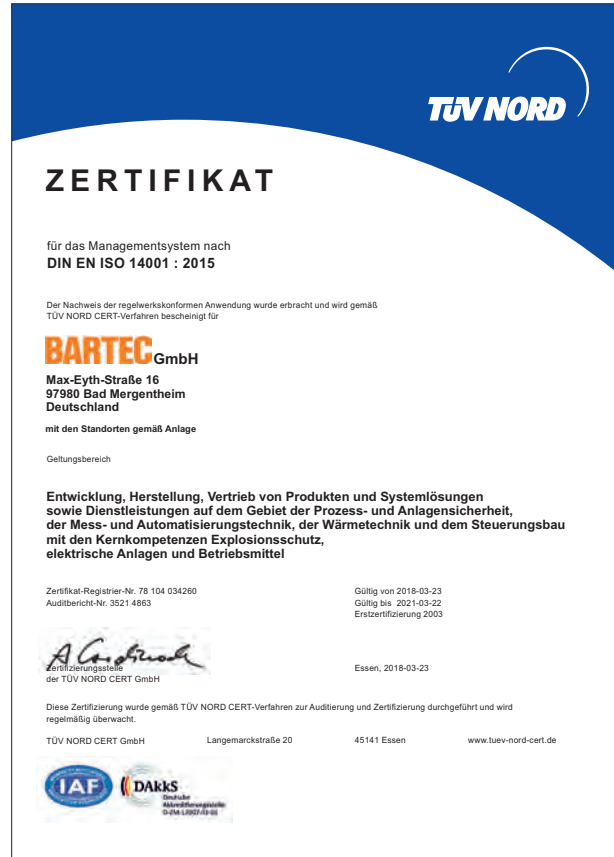 TÜV NORD
ZERTIFIKAT
für das Managementsystem nach
DIN EN ISO 14001 : 2015
Der Nachweis der regelwerkskonformen Anwendung wurde erbracht und wird gemäß
TÜV NORD CERT-Verfahren bescheinigt für
BARTEC GmbH
Max-Eyth-Straße 16
97980 Bad Mergentheim
Deutschland
mit den Standorten gemäß Anlage
Geltungsbereich
Entwicklung, Herstellung, Vertrieb von Produkten und Systemlösungen
sowie Dienstleistungen auf dem Gebiet der Prozess- und Anlagensicherheit,
der Mess- und Automatisierungstechnik, der Wärmetechnik und dem Steuerungsbau
mit den Kernkompetenzen Explosionsschutz,
elektrische Anlagen und Betriebsmittel
Zertifikat-Registrier-Nr. 78 104 034260
Auditbericht-Nr. 3521 4863
Gültig von 2018-03-23
Gültig bis 2021-03-22
Erstzertifizierung 2003
Zertifizierungsstelle
der TÜV NORD CERT GmbH
Essen, 2018-03-23
Diese Zertifizierung wurde gemäß TÜV NORD CERT-Verfahren zur Auditierung und Zertifizierung durchgeführt und wird
regelmäßig überwacht.
TÜV NORD CERT GmbH Langemarckstraße 20 45141 Essen www.tuev-nord-cert.de
IAF
DAkkS
Deutsche
Akkreditierungsstelle